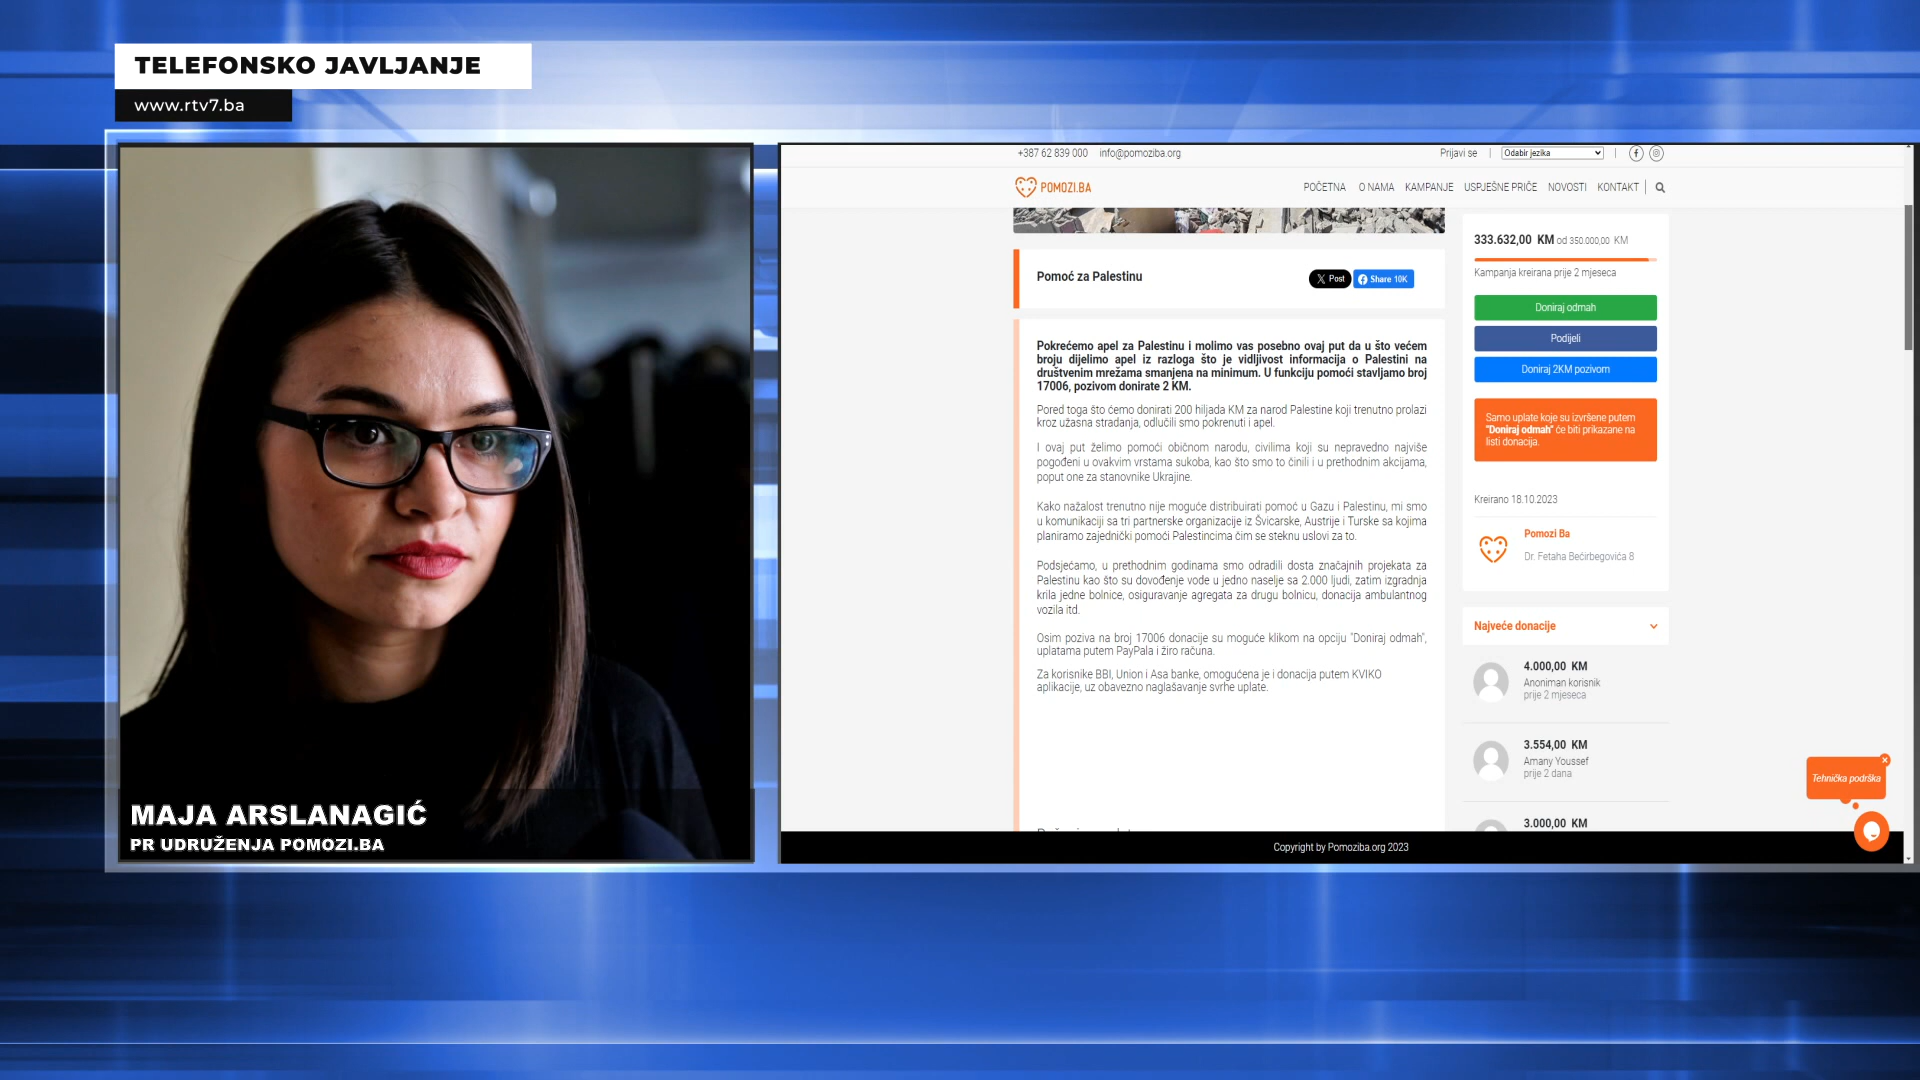 TELEFONSKO JAVLJANJE
www.rtv7.ba
MAJA ARSLANAGIĆ
PR UDRUŽENJA POMOZI.BA
+387 62 839 000 info@pomoziba.org
Prijavi se | Odabir jezika |
POMOZI.BA
POČETNA O NAMA KAMPANJE USPJEŠNE PRIČE NOVOSTI KONTAKT
Pomoć za Palestinu
Post
Share 10K
Pokrećemo apel za Palestinu i molimo vas posebno ovaj put da u što većem
broju dijelimo apel iz razloga što je vidljivost informacija o Palestini na
društvenim mrežama smanjena na minimum. U funkciju pomoći stavljamo broj
17006, pozivom donirate 2 KM.
Pored toga što ćemo donirati 200 hiljada KM za narod Palestine koji trenutno prolazi
kroz užasna stradanja, odlučili smo pokrenuti i apel.
I ovaj put želimo pomoći običnom narodu, civilima koji su nepravedno najviše
pogođeni u ovakvim vrstama sukoba, kao što smo to činili i u prethodnim akcijama,
poput one za stanovnike Ukrajine.
Kako nažalost trenutno nije moguće distribuirati pomoć u Gazu i Palestinu, mi smo
u komunikaciji sa tri partnerske organizacije iz Švicarske, Austrije i Turske sa kojima
planiramo zajednički pomoći Palestincima čim se steknu uslovi za to.
Podsjećamo, u prethodnim godinama smo odradili dosta značajnih projekata za
Palestinu kao što su dovođenje vode u jedno naselje sa 2.000 ljudi, zatim izgradnja
krila jedne bolnice, osiguravanje agregata za drugu bolnicu, donacija ambulantnog
vozila itd.
Osim poziva na broj 17006 donacije su moguće klikom na opciju "Doniraj odmah",
uplatama putem PayPala i žiro računa.
Za korisnike BBI, Union i Asa banke, omogućena je i donacija putem KVIKO
aplikacije, uz obavezno naglašavanje svrhe uplate.
333.632,00 KM od 350.000,00 KM
Kampanja kreirana prije 2 mjeseca
Doniraj odmah
Podijeli
Doniraj 2KM pozivom
Samo uplate koje su izvršene putem
"Doniraj odmah" će biti prikazane na
listi donacija.
Kreirano 18.10.2023
Pomozi Ba
Dr. Fetaha Bećirbegovića 8
Najveće donacije
4.000,00 KM
Anoniman korisnik
prije 2 mjeseca
3.554,00 KM
Amany Youssef
prije 2 dana
3.000,00 KM
Tehnička podrška
Copyright by Pomoziba.org 2023